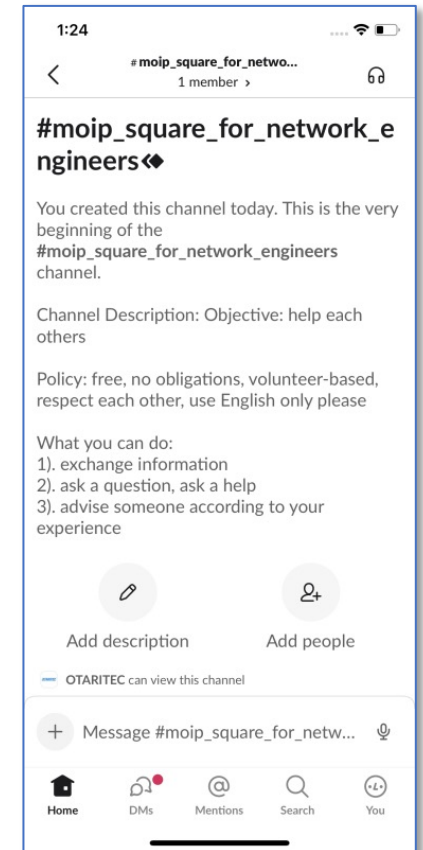 1:24
# moip_square_for_netwo...
1 member >
#moip_square_for_network_e
ngineers
You created this channel today. This is the very
beginning of the
#moip_square_for_network_engineers
channel.
Channel Description: Objective: help each
others
Policy: free, no obligations, volunteer-based,
respect each other, use English only please
What you can do:
1). exchange information
2). ask a question, ask a help
3). advise someone according to your
experience
Add description
Add people
OTARITEC can view this channel
Message #moip_square_for_netw...
Home
DMs
Mentions
Search
You